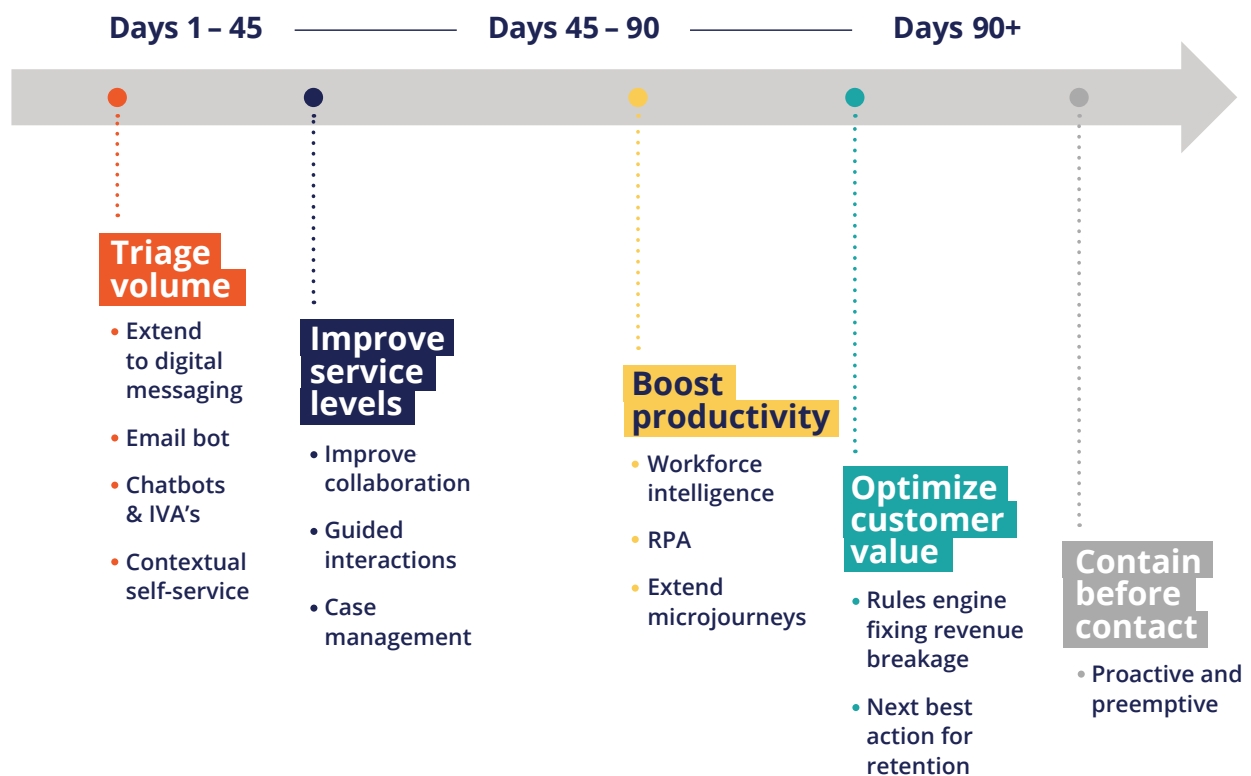 Days 1 – 45
Days 45 – 90
Days 90+
Triage
volume
• Extend
to digital
messaging
• Email bot
• Chatbots
& IVA's
• Contextual
self-service
Improve
service
levels
• Improve
collaboration
• Guided
interactions
• Case
management
Boost
productivity
• Workforce
intelligence
• RPA
• Extend
microjourneys
Optimize
customer
value
• Rules engine
fixing revenue
breakage
• Next best
action for
retention
Contain
before
contact
• Proactive and
preemptive